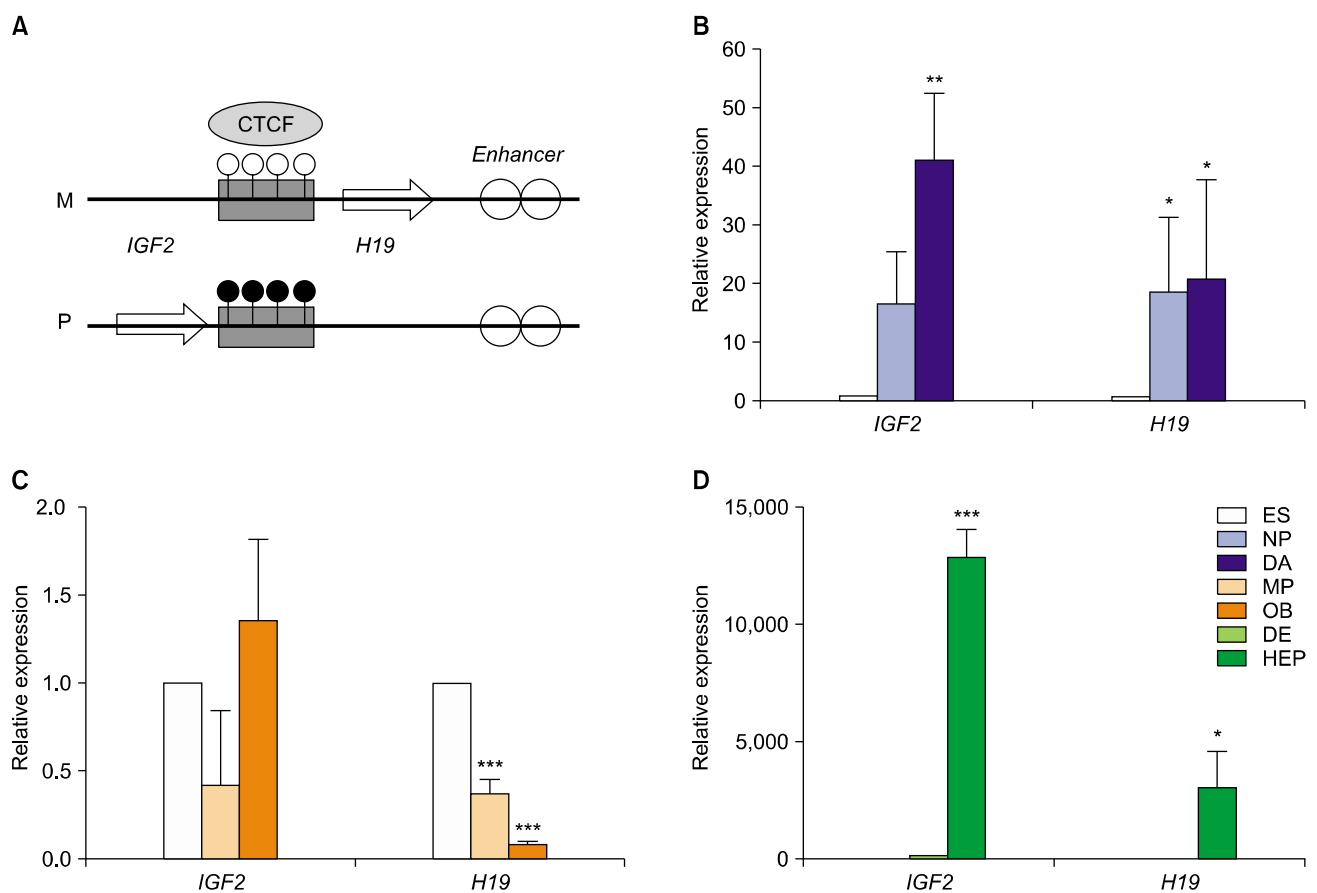 A
CTCF
Enhancer
M
IGF2
H19
P
B
Relative expression
60
50
40
30
20
10
0
**
*
*
IGF2
H19
C
Relative expression
2.0
1.5
1.0
0.5
0.0
***
***
IGF2
H19
D
Relative expression
15,000
10,000
5,000
0
***
*
IGF2
H19
ES
NP
DA
MP
OB
DE
HEP